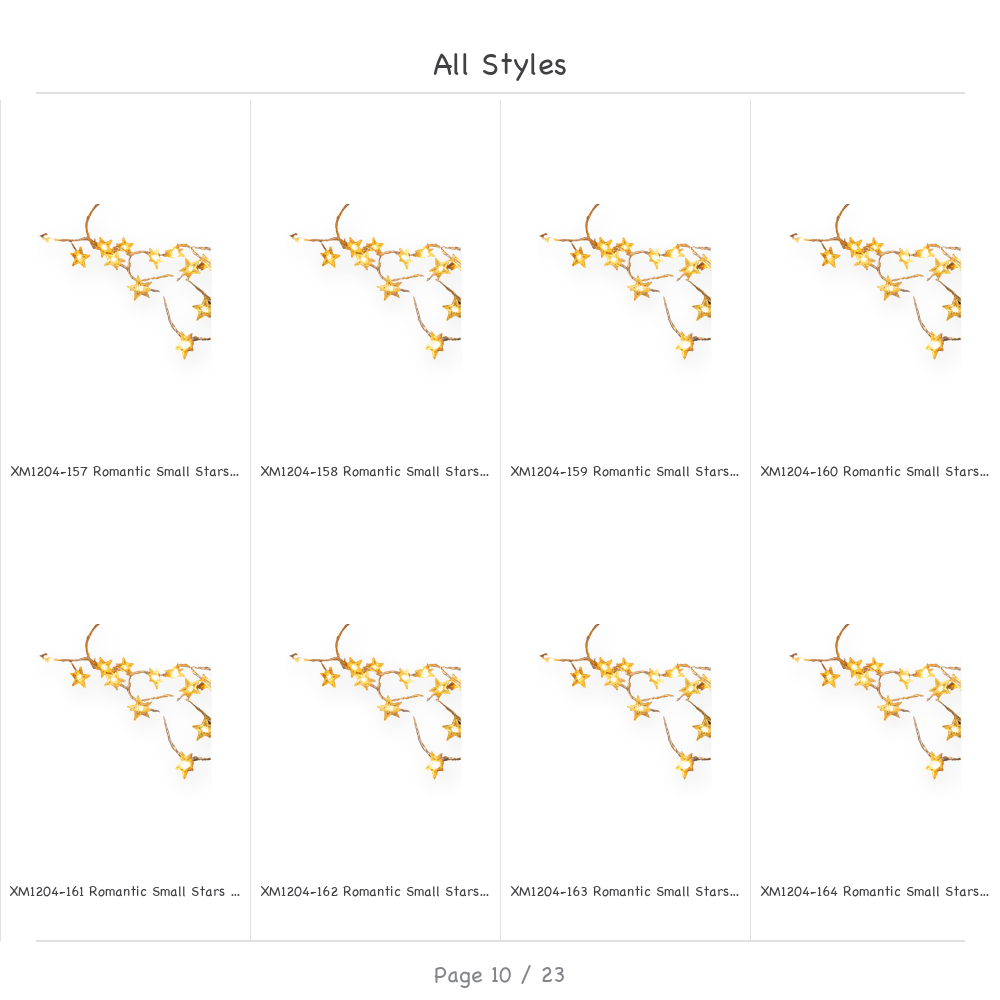 All Styles
XM1204-157 Romantic Small Stars...
XM1204-158 Romantic Small Stars...
XM1204-159 Romantic Small Stars...
XM1204-160 Romantic Small Stars...
XM1204-161 Romantic Small Stars ...
XM1204-162 Romantic Small Stars...
XM1204-163 Romantic Small Stars...
XM1204-164 Romantic Small Stars...
Page 10 / 23